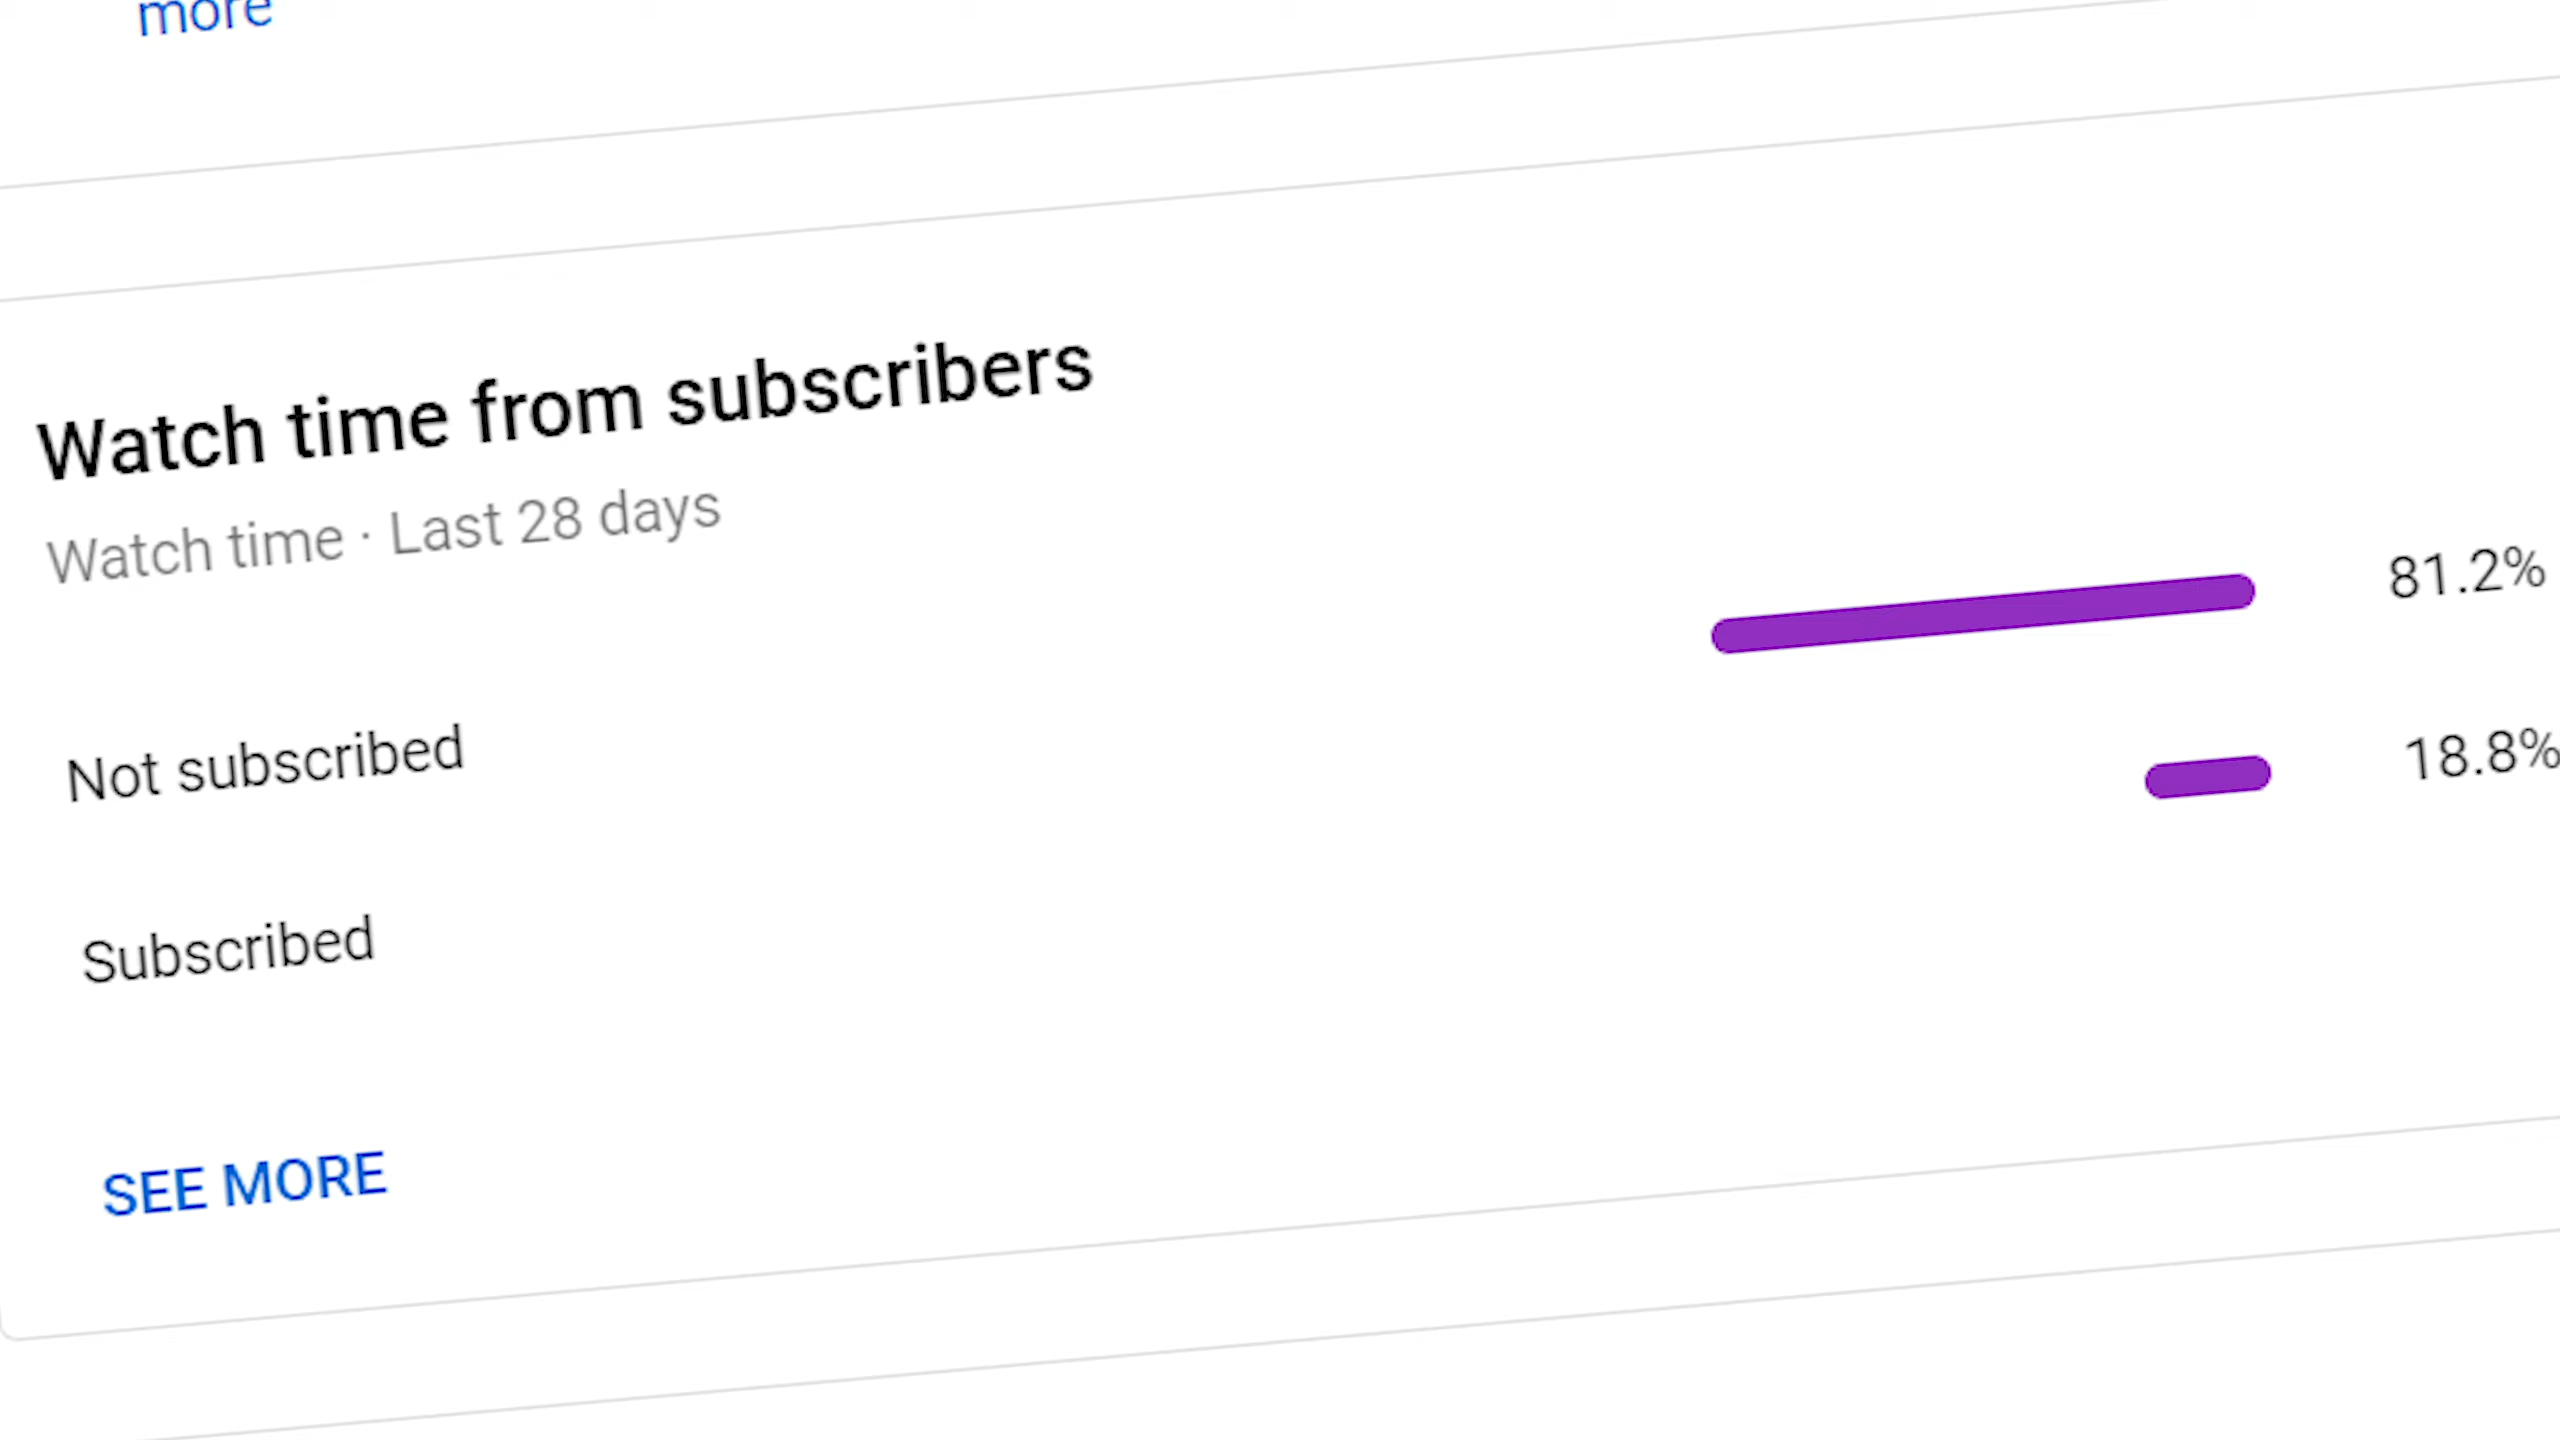 more
Watch time from subscribers
Watch time · Last 28 days
Not subscribed 81.2%
Subscribed 18.8%
SEE MORE